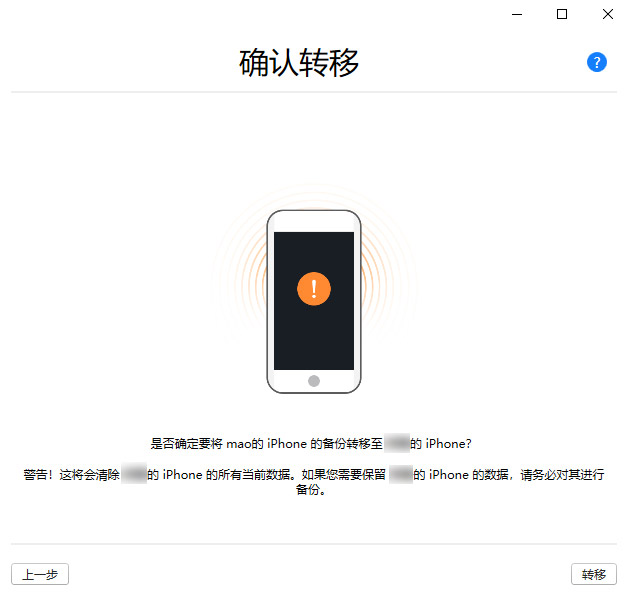 确认转移
?
!
是否确定要将 mao的 iPhone 的备份转移至 的 iPhone?
警告！这将会清除 的 iPhone 的所有当前数据。如果您需要保留 的 iPhone 的数据，请务必对其进行
备份。
上一步
转移